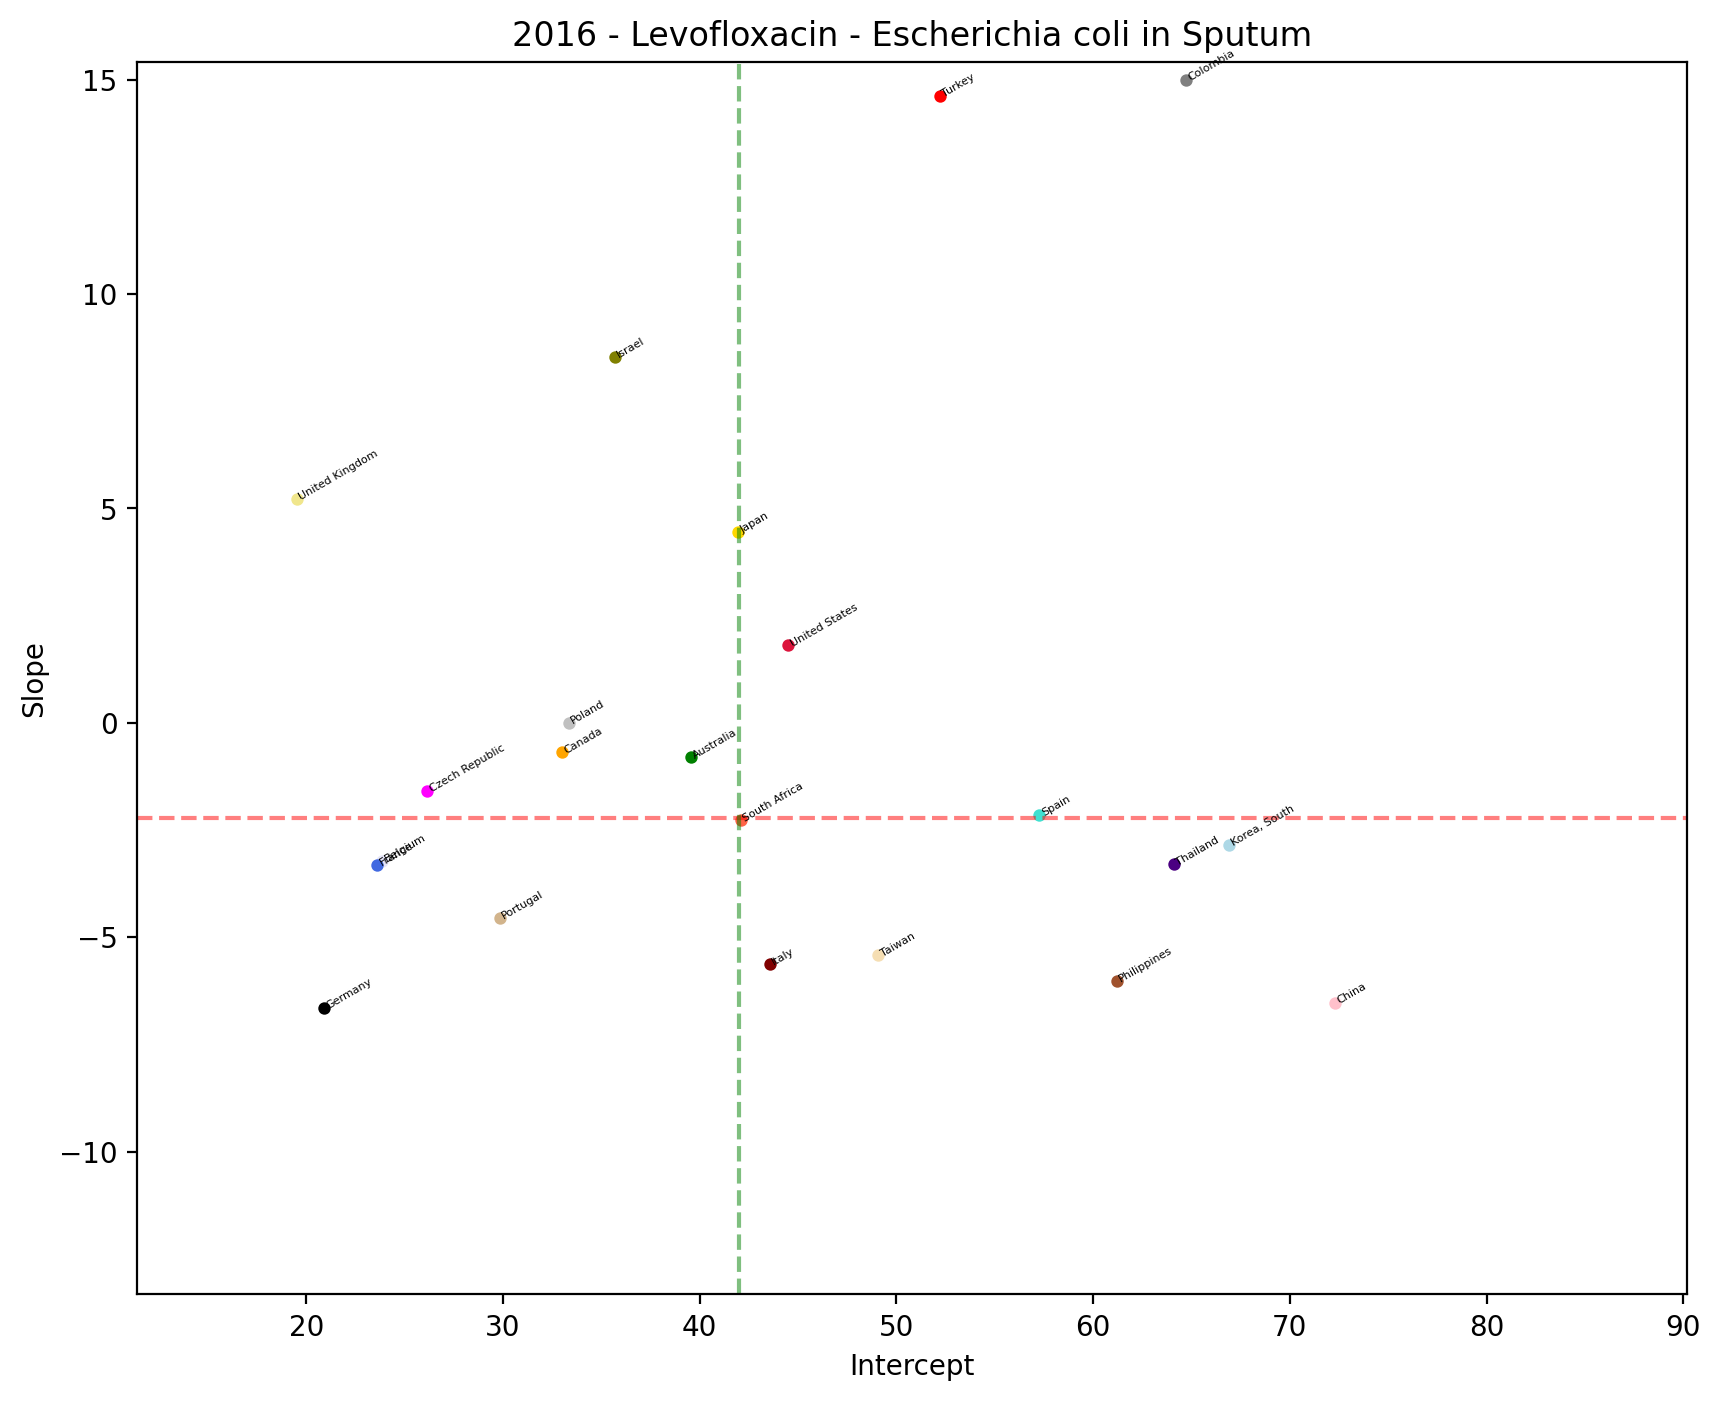 2016 - Levofloxacin - Escherichia coli in Sputum
15
Colombia
Turkey
10
Israel
United Kingdom
5
Japan
United States
Slope
0
Poland
Canada
Australia
Czech Republic
South Africa
Spain
Korea, South
Thailand
France
Belgium
Portugal
−5
Italy
Taiwan
Philippines
Germany
China
−10
20
30
40
50
60
70
80
90
Intercept